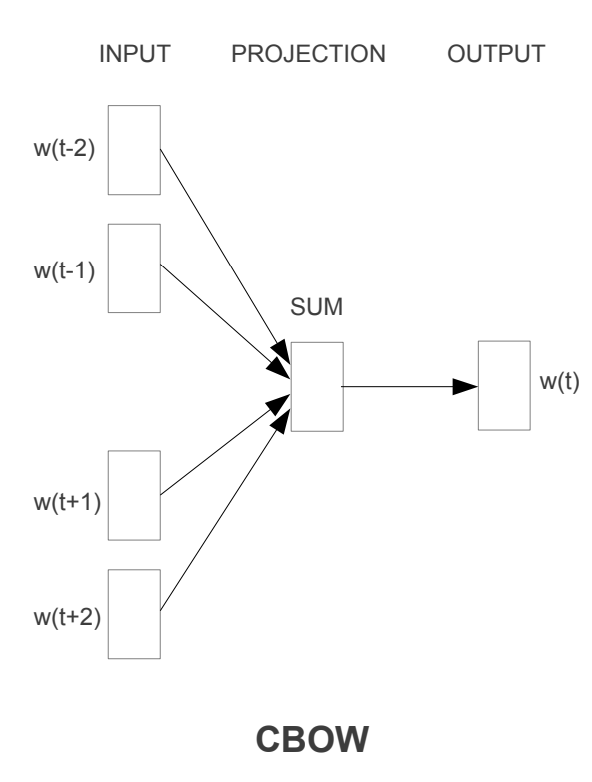 INPUT PROJECTION OUTPUT
w(t-2)
w(t-1)
SUM
w(t)
w(t+1)
w(t+2)
CBOW